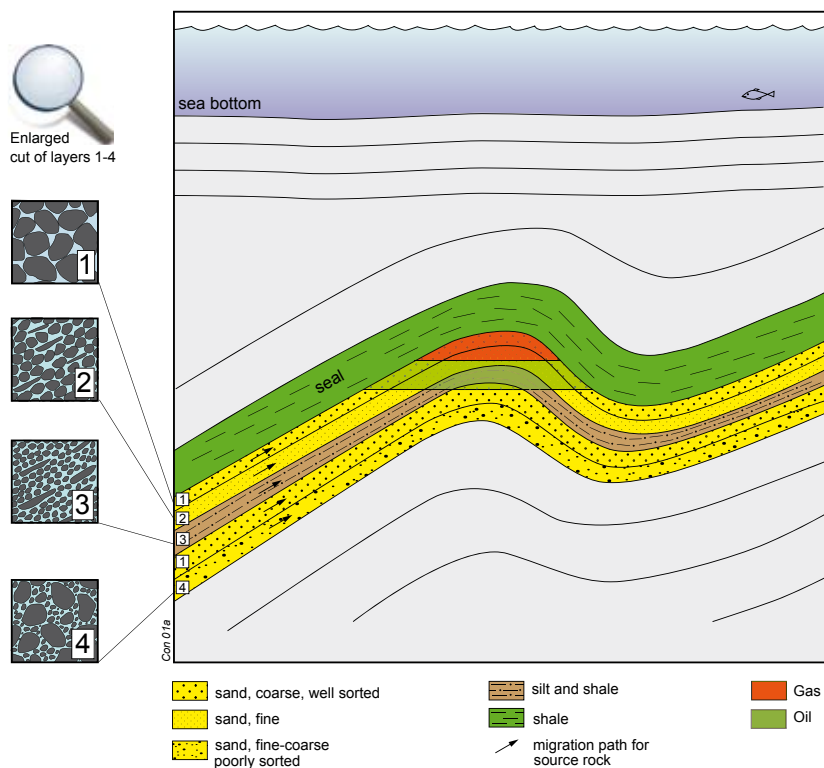 sea bottom
Enlarged
cut of layers 1-4
1
2
3
4
seal
1
2
3
1
4
Con 01a
sand, coarse, well sorted
sand, fine
sand, fine-coarse
poorly sorted
silt and shale
shale
migration path for
source rock
Gas
Oil